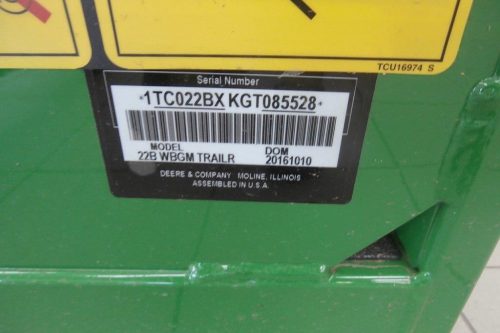 TCU16974 S
Serial Number
*1TC022BX KGT085528*
MODEL DOM
22B WBGM TRAILR 20161010
DEERE & COMPANY MOLINE, ILLINOIS
ASSEMBLED IN U.S.A.